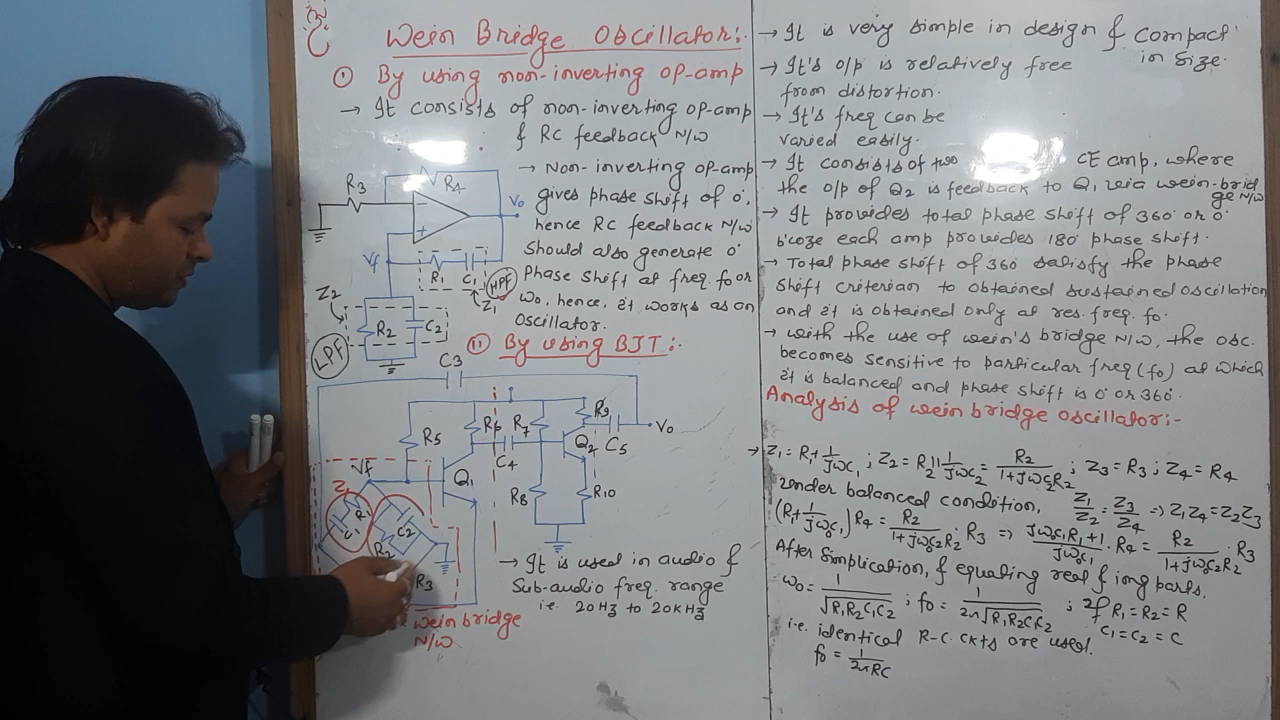 ॐ
Wein Bridge Oscillator:-
① By using non-inverting op-amp
→ It consists of non-inverting op-amp
& RC feedback N/W
→ Non-inverting op-amp
gives phase shift of 0°,
hence RC feedback N/W
should also generate 0°
Phase shift at freq. fo or
Wo, hence, it works as an
Oscillator.
R3
R4
-
+
Vo
Vf
R1
C1
HPF
Z1
Z2
R2
C2
LPF
⑪ By using BJT:-
C3
R5
R6
R7
R9
C4
Q2
C5
Vo
Vf
Q1
R8
R10
Z1
R1
C1
C2
R2
R3
Wein bridge
N/W
→ It is used in audio &
Sub-audio freq. range
i.e. 20Hz to 20KHz
→ It is very simple in design & compact
in size.
→ It's o/p is relatively free
from distortion.
→ It's freq can be
varied easily.
→ It consists of two CE amp, where
the o/p of Q2 is feedback to Q1 via wein-brid
ge N/W
→ It provides total phase shift of 360° or 0°
b'coze each amp provides 180° phase shift.
→ Total phase shift of 360° satisfy the phase
shift criterian to obtained sustained oscillation
and it is obtained only at res. freq. fo.
→ with the use of wein's bridge N/W, the osc.
becomes sensitive to particular freq (fo) at which
it is balanced and phase shift is 0° or 360°.
Analysis of wein bridge oscillator:-
→ Z1 = R1 + 1/jωC1 ; Z2 = R2 || 1/jωC2 = R2/1+jωC2R2 ; Z3 = R3 ; Z4 = R4
Under balanced condition, Z1/Z2 = Z3/Z4 => Z1Z4 = Z2Z3
(R1 + 1/jωC1) R4 = R2/1+jωC2R2 . R3 => jωC1R1+1/jωC1 . R4 = R2/1+jωC2R2 . R3
After Simplication, & equating real & img parts.
ωo = 1/√R1R2C1C2 ; fo = 1/2π√R1R2C1C2 ; If R1 = R2 = R
C1 = C2 = C
i.e. identical R-C ckts are used.
fo = 1/2πRC